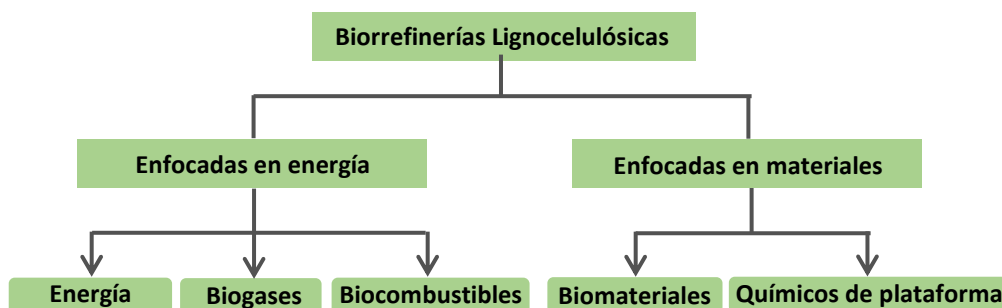 Biorrefinerías Lignocelulósicas
Enfocadas en energía
Enfocadas en materiales
Energía
Biogases
Biocombustibles
Biomateriales
Químicos de plataforma